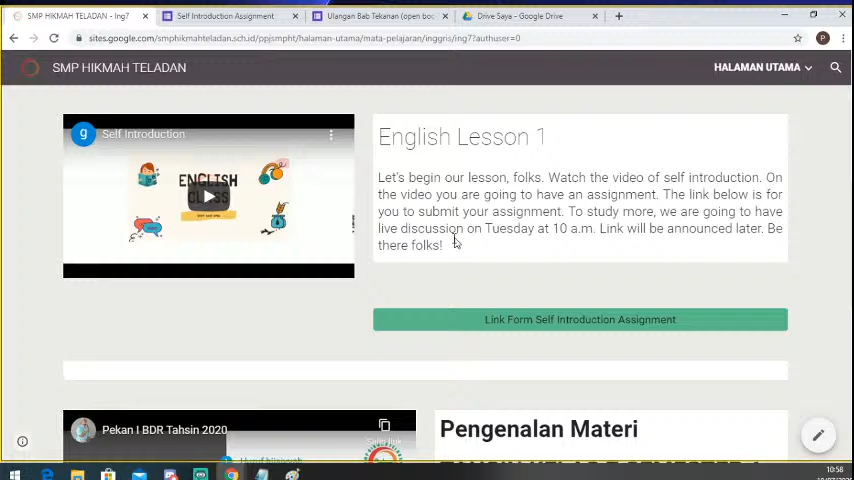 SMP HIKMAH TELADAN - Ing7
Self Introduction Assignment
Ulangan Bab Tekanan (open boo
Drive Saya - Google Drive
sites.google.com/smphikmahteladan.sch.id/ppjsmpht/halaman-utama/mata-pelajaran/inggris/ing7?authuser=0
P
SMP HIKMAH TELADAN
HALAMAN UTAMA
g
Self Introduction
ENGLISH
CLASS
English Lesson 1
Let's begin our lesson, folks. Watch the video of self introduction. On
the video you are going to have an assignment. The link below is for
you to submit your assignment. To study more, we are going to have
live discussion on Tuesday at 10 a.m. Link will be announced later. Be
there folks!
Link Form Self Introduction Assignment
Pekan I BDR Tahsin 2020
Salin link
Huruf hijaiyah
Pengenalan Materi
10:58